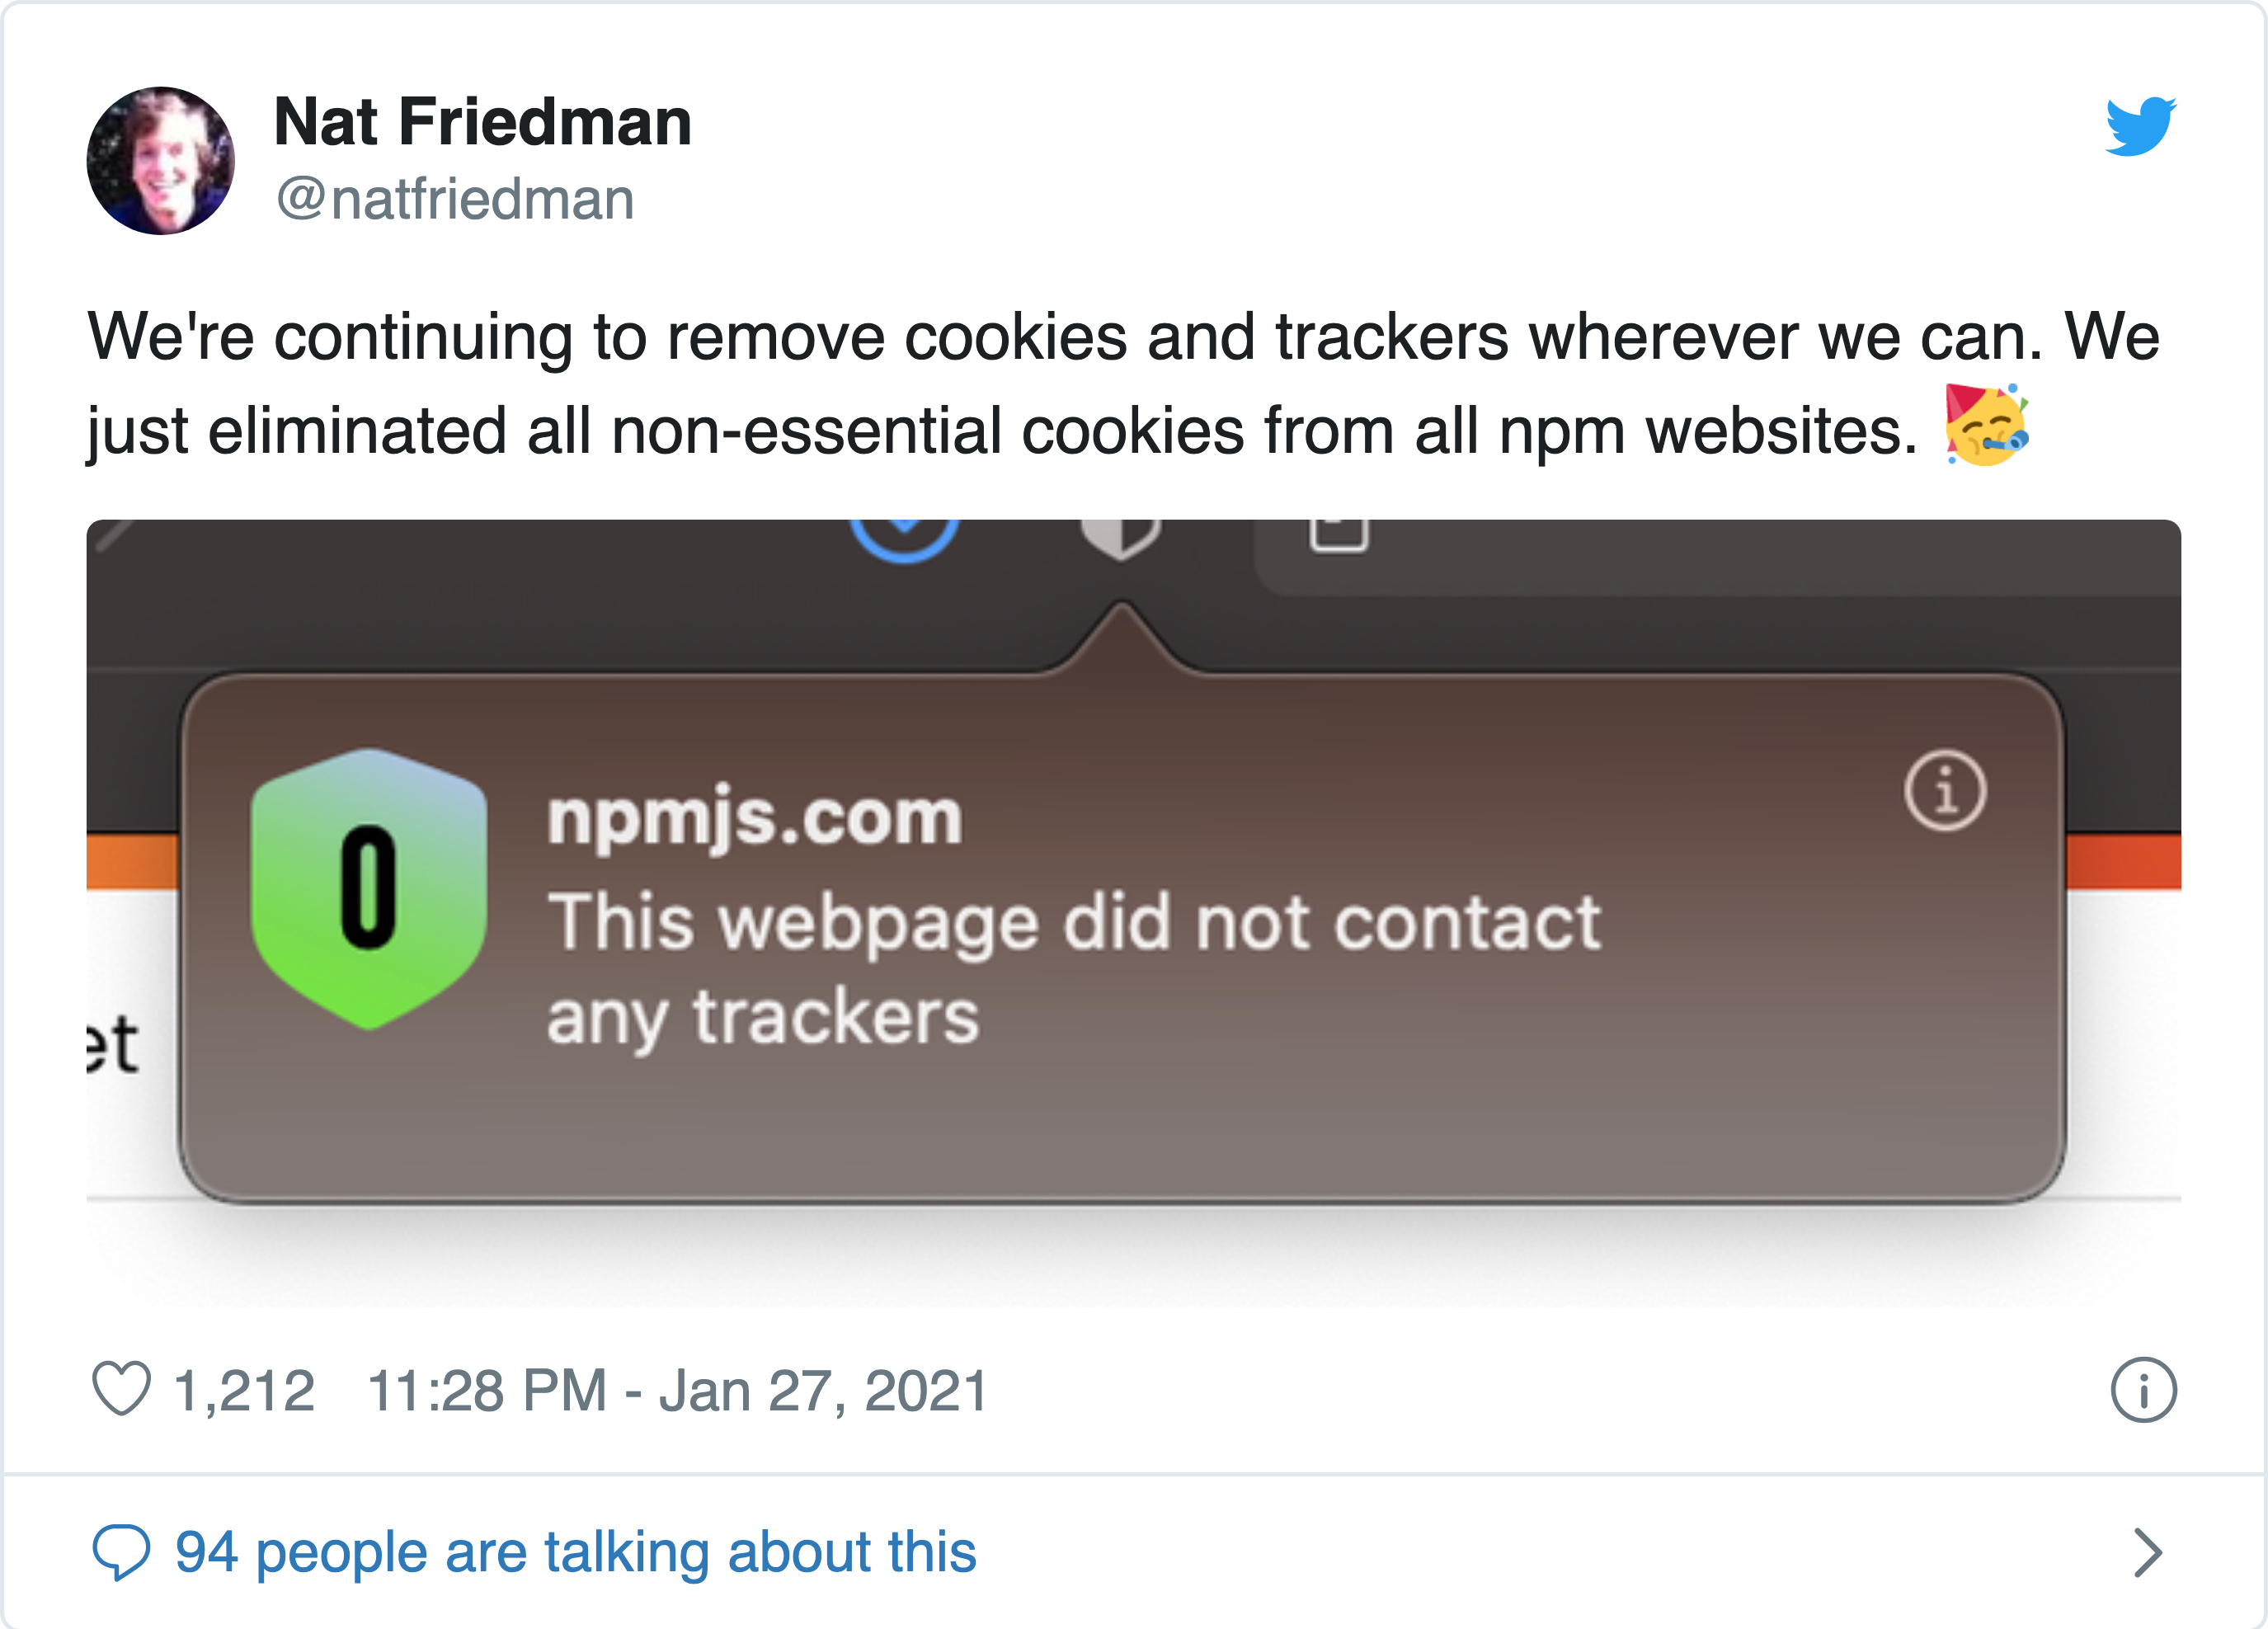 Nat Friedman
@natfriedman
We're continuing to remove cookies and trackers wherever we can. We
just eliminated all non-essential cookies from all npm websites. 🥳
0
npmjs.com
This webpage did not contact
any trackers
et
1,212 11:28 PM - Jan 27, 2021
94 people are talking about this